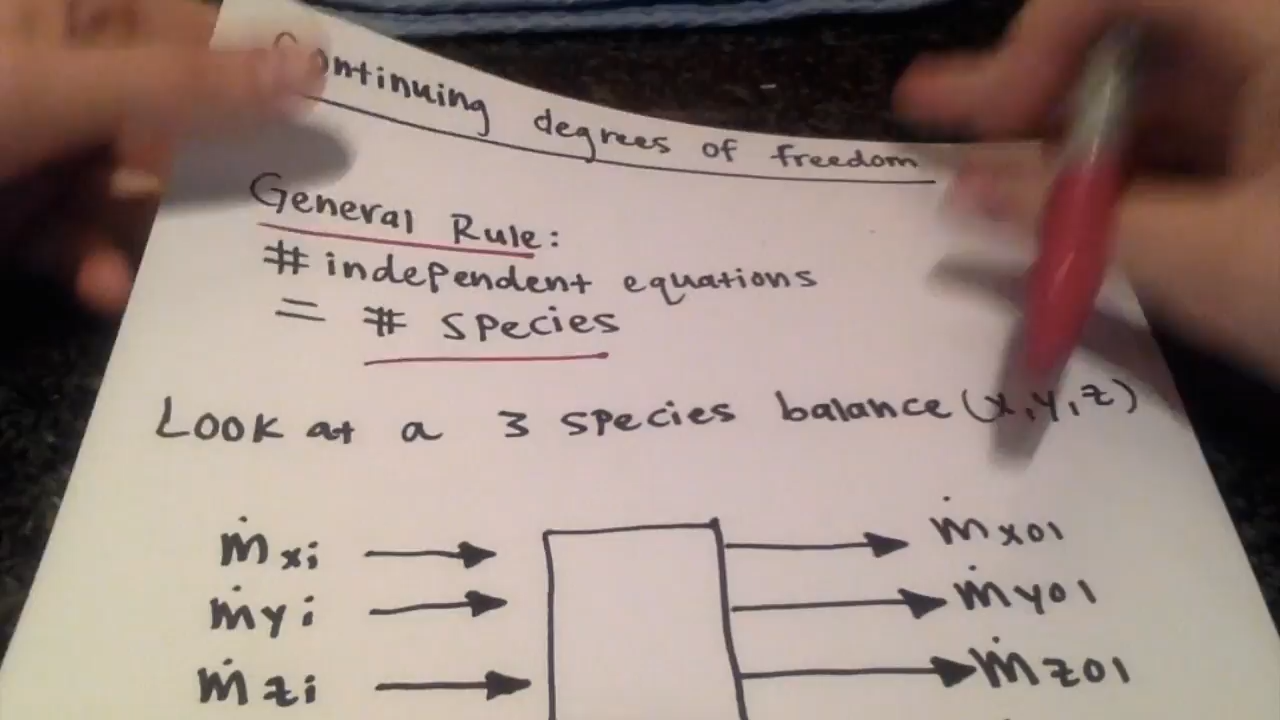 Continuing degrees of freedom
General Rule:
# independent equations
= # species
Look at a 3 species balance (x,y,z)
ṁxi ṁxo1
ṁyi ṁyo1
ṁzi ṁzo1